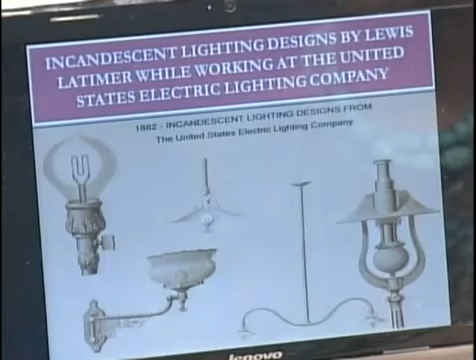 INCANDESCENT LIGHTING DESIGNS BY LEWIS
LATIMER WHILE WORKING AT THE UNITED
STATES ELECTRIC LIGHTING COMPANY
1882 - INCANDESCENT LIGHTING DESIGNS FROM
The United States Electric Lighting Company
lenovo